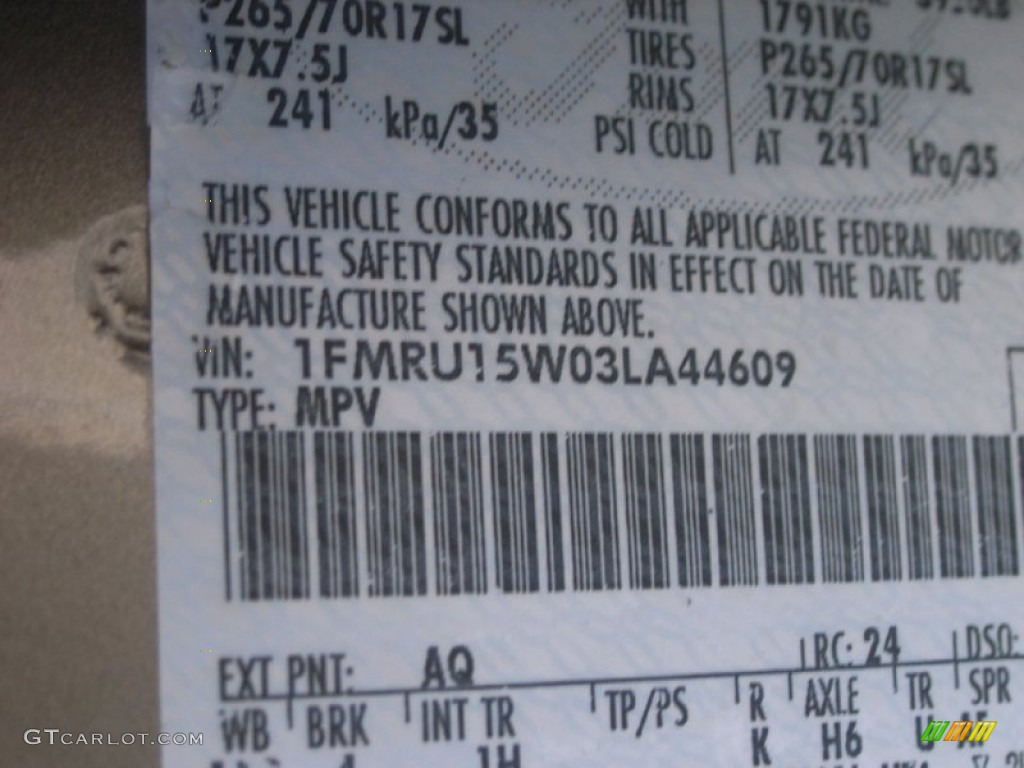 P265/70R17SL
17X7.5J
AT 241 kPa/35
WITH
TIRES
RIMS
PSI COLD
1791KG
P265/70R17SL
17X7.5J
AT 241 kPa/35
THIS VEHICLE CONFORMS TO ALL APPLICABLE FEDERAL MOTOR
VEHICLE SAFETY STANDARDS IN EFFECT ON THE DATE OF
MANUFACTURE SHOWN ABOVE.
VIN: 1FMRU15W03LA44609
TYPE: MPV
EXT PNT: AQ RC: 24 DSO:
WB BRK INT TR TP/PS R AXLE TR SPR
1H K H6 U
GTCARLOT.COM